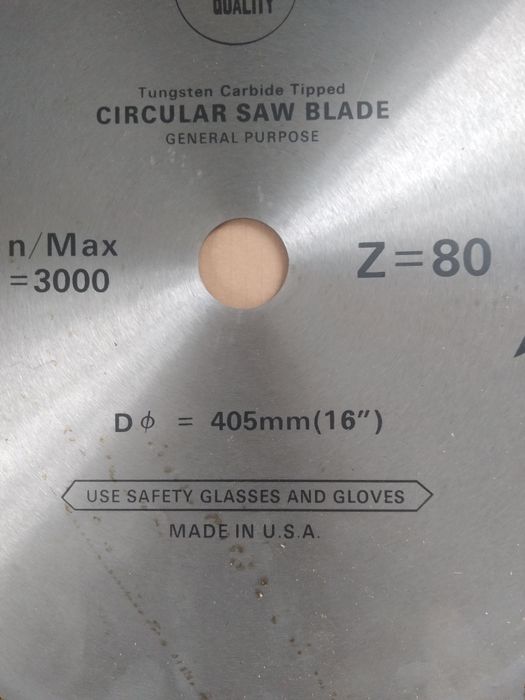 QUALITY
Tungsten Carbide Tipped
CIRCULAR SAW BLADE
GENERAL PURPOSE
n/Max
=3000
Z=80
Dϕ = 405mm(16")
USE SAFETY GLASSES AND GLOVES
MADE IN U.S.A.